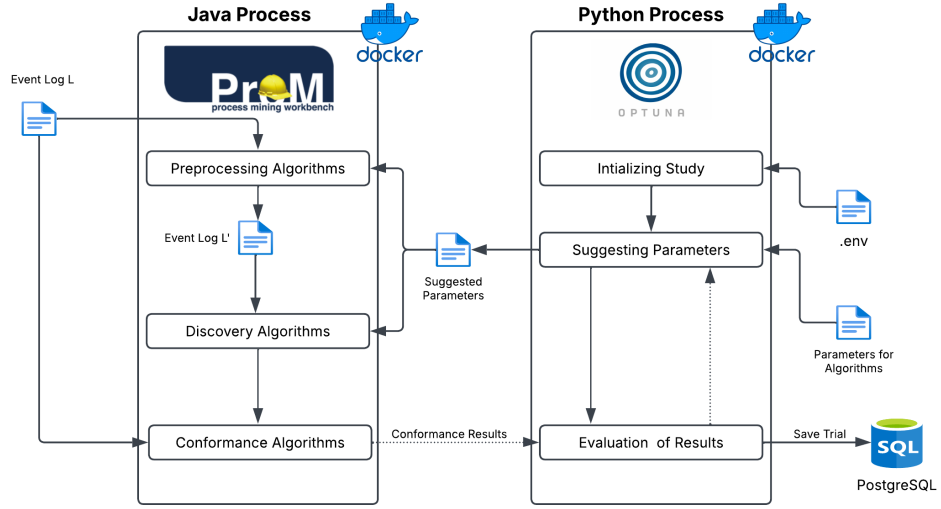 Java Process
docker
Python Process
docker
ProM
process mining workbench
OPTUNA
Event Log L
Preprocessing Algorithms
Intializing Study
.env
Event Log L'
Suggesting Parameters
Suggested
Parameters
Discovery Algorithms
Parameters for
Algorithms
Conformance Algorithms
Conformance Results
Evaluation of Results
Save Trial
SQL
PostgreSQL